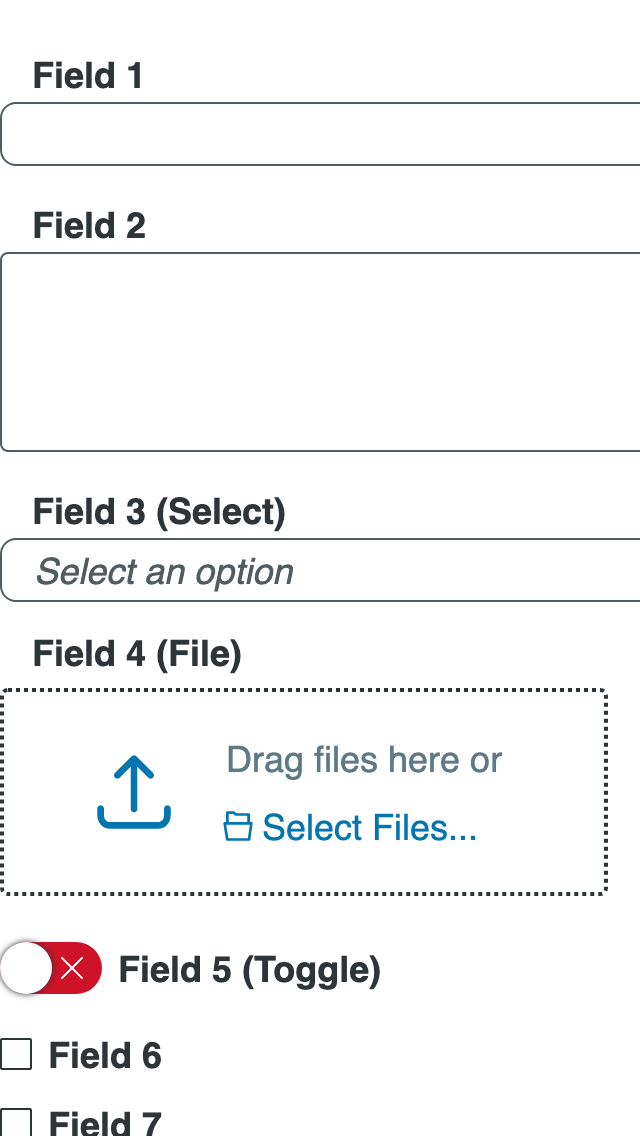 Field 1
Field 2
Field 3 (Select)
Select an option
Field 4 (File)
Drag files here or
Select Files...
Field 5 (Toggle)
Field 6
Field 7